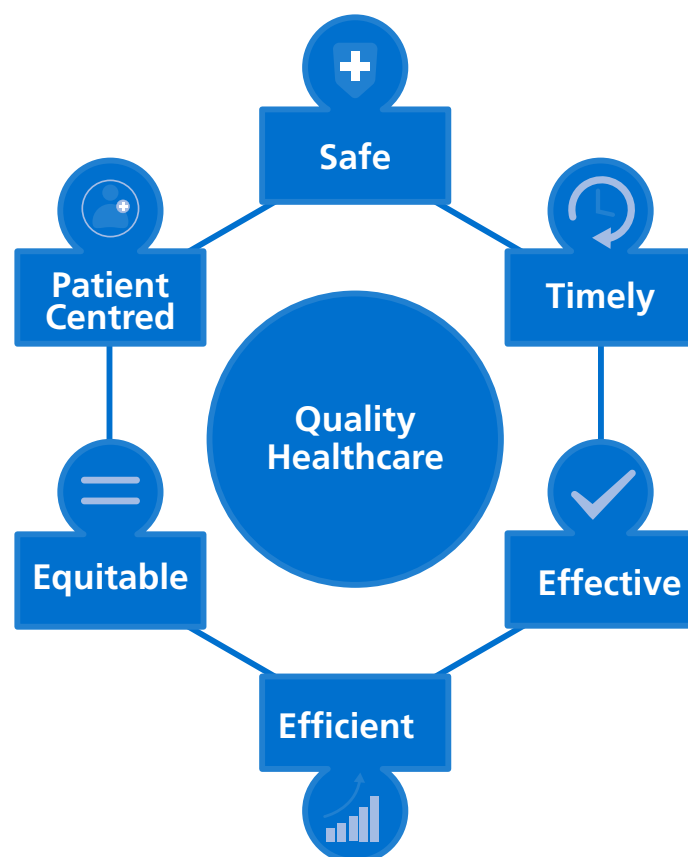 Safe
Patient
Centred
Timely
Quality
Healthcare
Equitable
Effective
Efficient